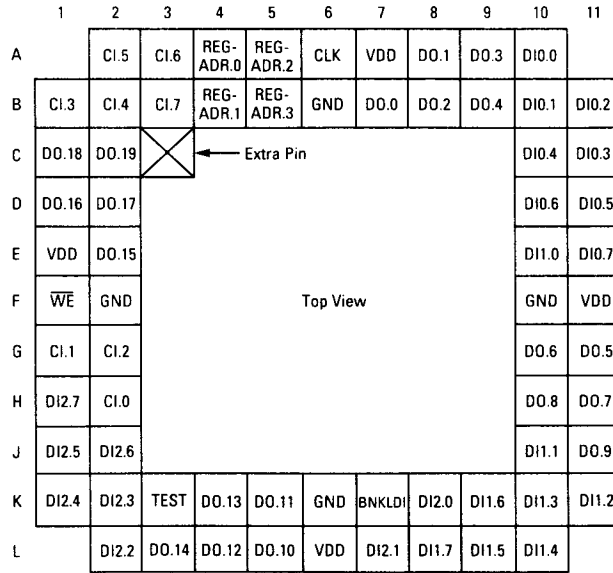 1 2 3 4 5 6 7 8 9 10 11
A CI.5 CI.6 REG-ADR.0 REG-ADR.2 CLK VDD DO.1 DO.3 DI0.0
B CI.3 CI.4 CI.7 REG-ADR.1 REG-ADR.3 GND DO.0 DO.2 DO.4 DI0.1 DI0.2
C DO.18 DO.19 Extra Pin DI0.4 DI0.3
D DO.16 DO.17 DI0.6 DI0.5
E VDD DO.15 DI1.0 DI0.7
F WE GND Top View GND VDD
G CI.1 CI.2 DO.6 DO.5
H DI2.7 CI.0 DO.8 DO.7
J DI2.5 DI2.6 DI1.1 DO.9
K DI2.4 DI2.3 TEST DO.13 DO.11 GND BNKLDI DI2.0 DI1.6 DI1.3 DI1.2
L DI2.2 DO.14 DO.12 DO.10 VDD DI2.1 DI1.7 DI1.5 DI1.4